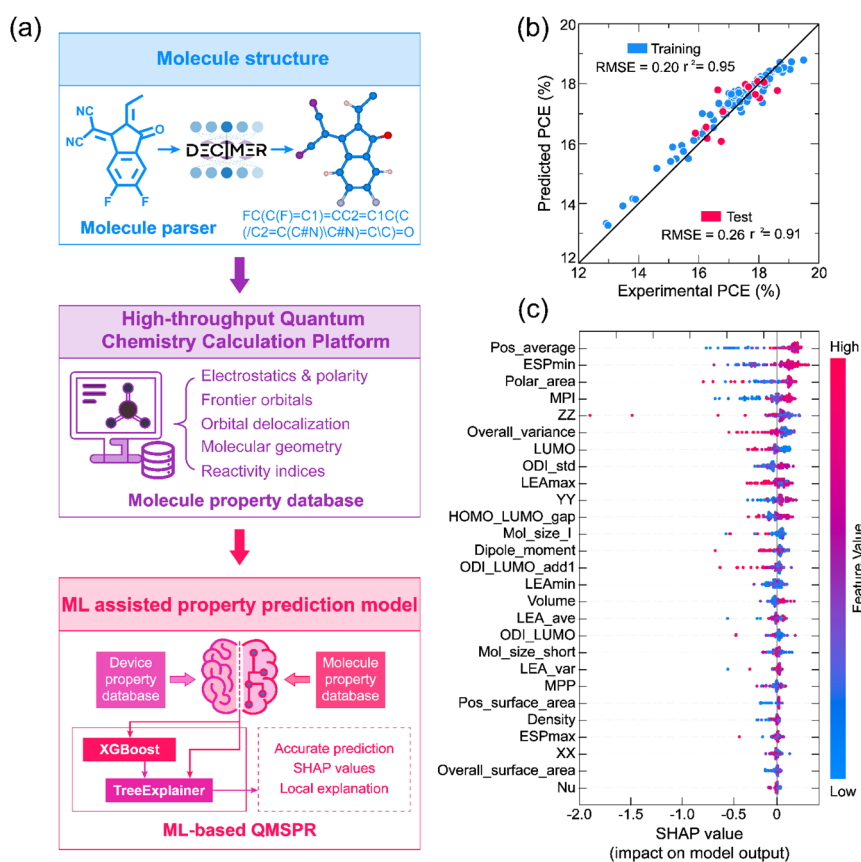 (a)
Molecule structure
NC
NC
O
F
F
DECIMER
Molecule parser
FC(C(F)=C1)=CC2=C1C(C
(/C2=C(C#N)\C#N)=C\C)=O
High-throughput Quantum
Chemistry Calculation Platform
Electrostatics & polarity
Frontier orbitals
Orbital delocalization
Molecular geometry
Reactivity indices
Molecule property database
ML assisted property prediction model
Device
property
database
Molecule
property
database
XGBoost
TreeExplainer
Accurate prediction
SHAP values
Local explanation
ML-based QMSPR
(b)
Predicted PCE (%)
20
18
16
14
12
Training
RMSE = 0.20 r²= 0.95
Test
RMSE = 0.26 r²= 0.91
12 14 16 18 20
Experimental PCE (%)
(c)
Pos_average
ESPmin
Polar_area
MPI
ZZ
Overall_variance
LUMO
ODI_std
LEAmax
YY
HOMO_LUMO_gap
Mol_size_l
Dipole_moment
ODI_LUMO_add1
LEAmin
Volume
LEA_ave
ODI_LUMO
Mol_size_short
LEA_var
MPP
Pos_surface_area
Density
ESPmax
XX
Overall_surface_area
Nu
-2.0 -1.5 -1.0 -0.5 0
SHAP value
(impact on model output)
High
Feature Value
Low